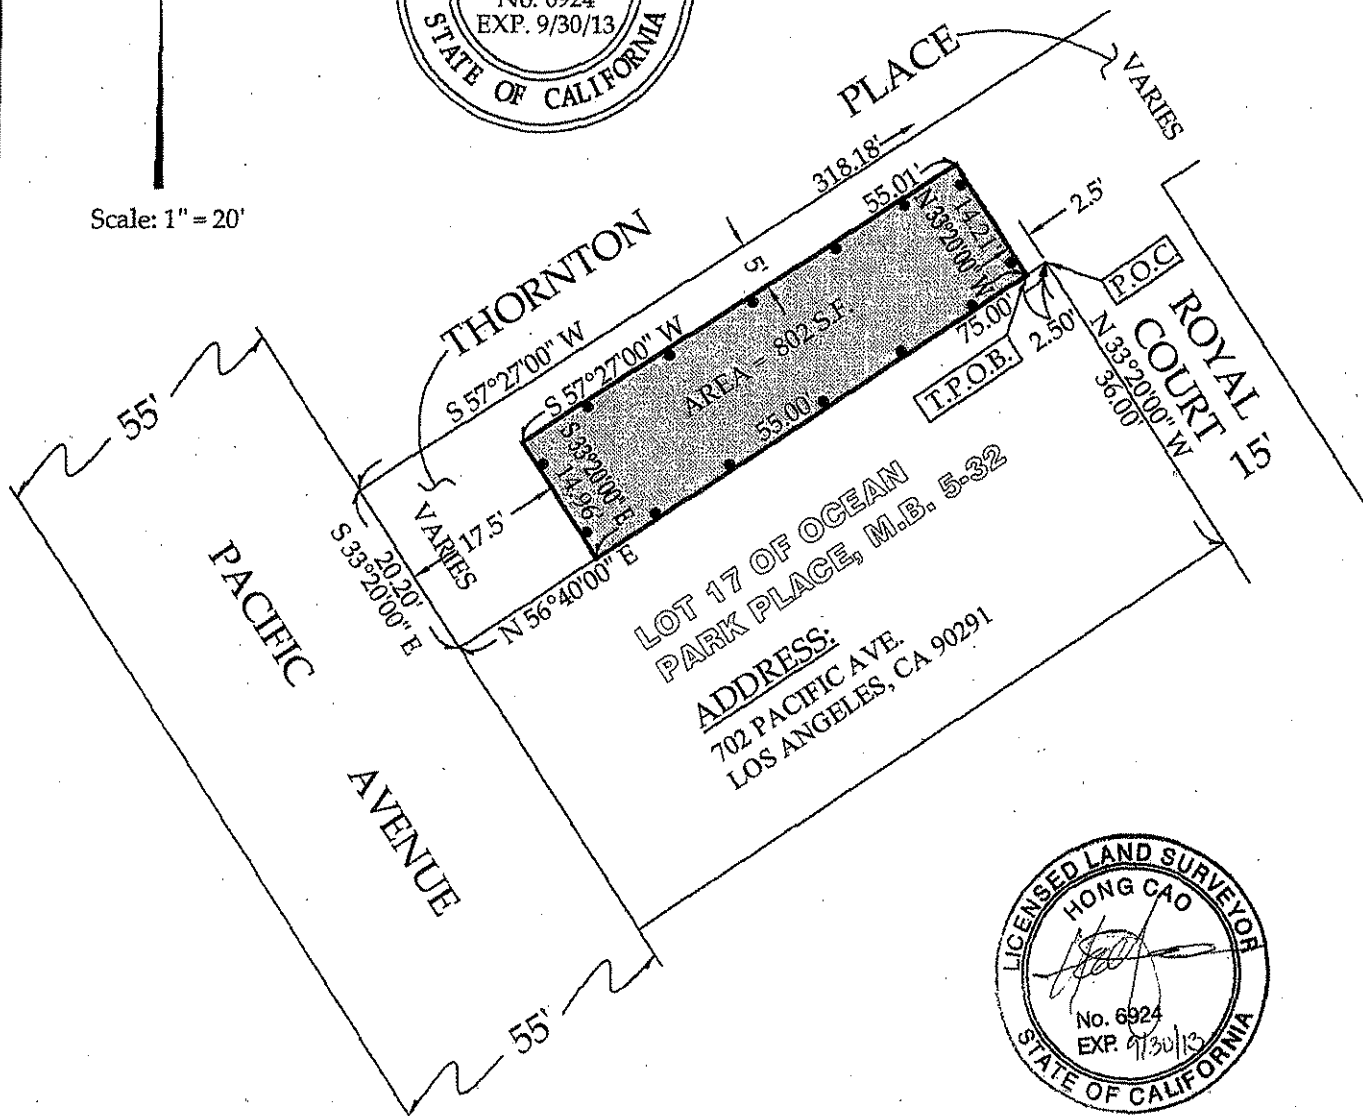 No. 6924
EXP. 9/30/13
STATE OF CALIFORNIA
Scale: 1" = 20'
PLACE
VARIES
318.18'
THORNTON
55.01'
N 33°20'00" W
14.21'
2.5'
5'
P.O.C
S 57°27'00" W
S 57°27'00" W
AREA = 802 S.F.
75.00'
2.50'
T.P.O.B.
ROYAL
COURT
15
N 33°20'00" W
36.00'
55'
S 33°20'00" E
14.96'
55.00'
VARIES
17.5'
20.20'
S 33°20'00" E
N 56°40'00" E
LOT 17 OF OCEAN
PARK PLACE, M.B. 5-32
ADDRESS:
702 PACIFIC AVE.
LOS ANGELES, CA 90291
PACIFIC
AVENUE
55'
LICENSED LAND SURVEYOR
HONG CAO
No. 6924
EXP. 9/30/13
STATE OF CALIFORNIA